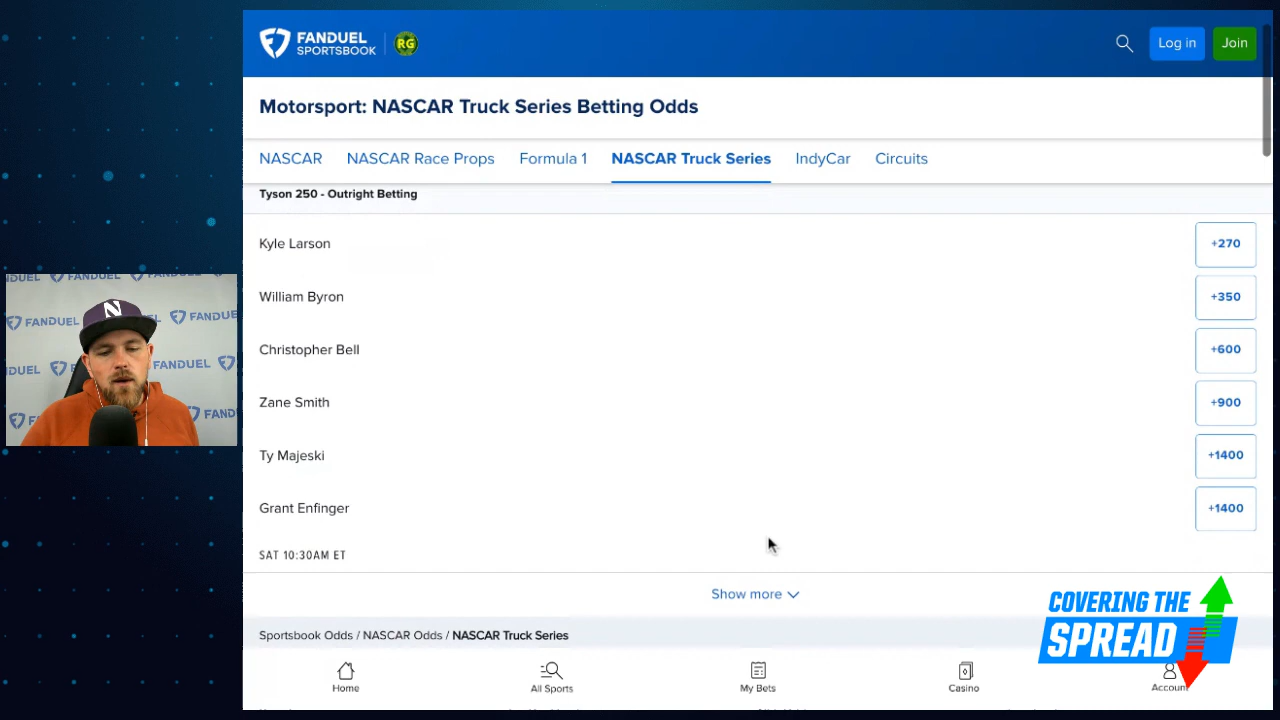 FANDUEL
SPORTSBOOK
RG
Log in
Join
Motorsport: NASCAR Truck Series Betting Odds
NASCAR
NASCAR Race Props
Formula 1
NASCAR Truck Series
IndyCar
Circuits
Tyson 250 - Outright Betting
Kyle Larson
+270
William Byron
+350
Christopher Bell
+600
Zane Smith
+900
Ty Majeski
+1400
Grant Enfinger
+1400
SAT 10:30AM ET
Show more
Sportsbook Odds / NASCAR Odds / NASCAR Truck Series
Home
All Sports
My Bets
Casino
Account
COVERING THE
SPREAD
N
FANDUEL
FANDUEL
FANDUEL